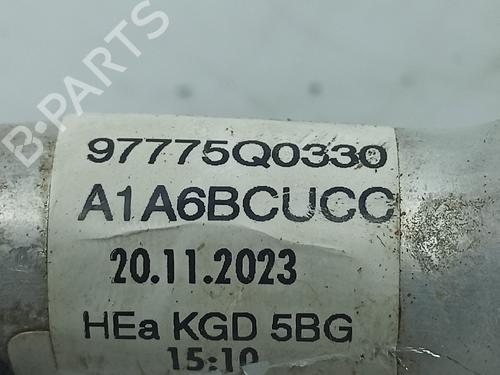 B-PARTS
97775Q0330
A1A6BCUCC
20.11.2023
HEa KGD 5BG
15:10